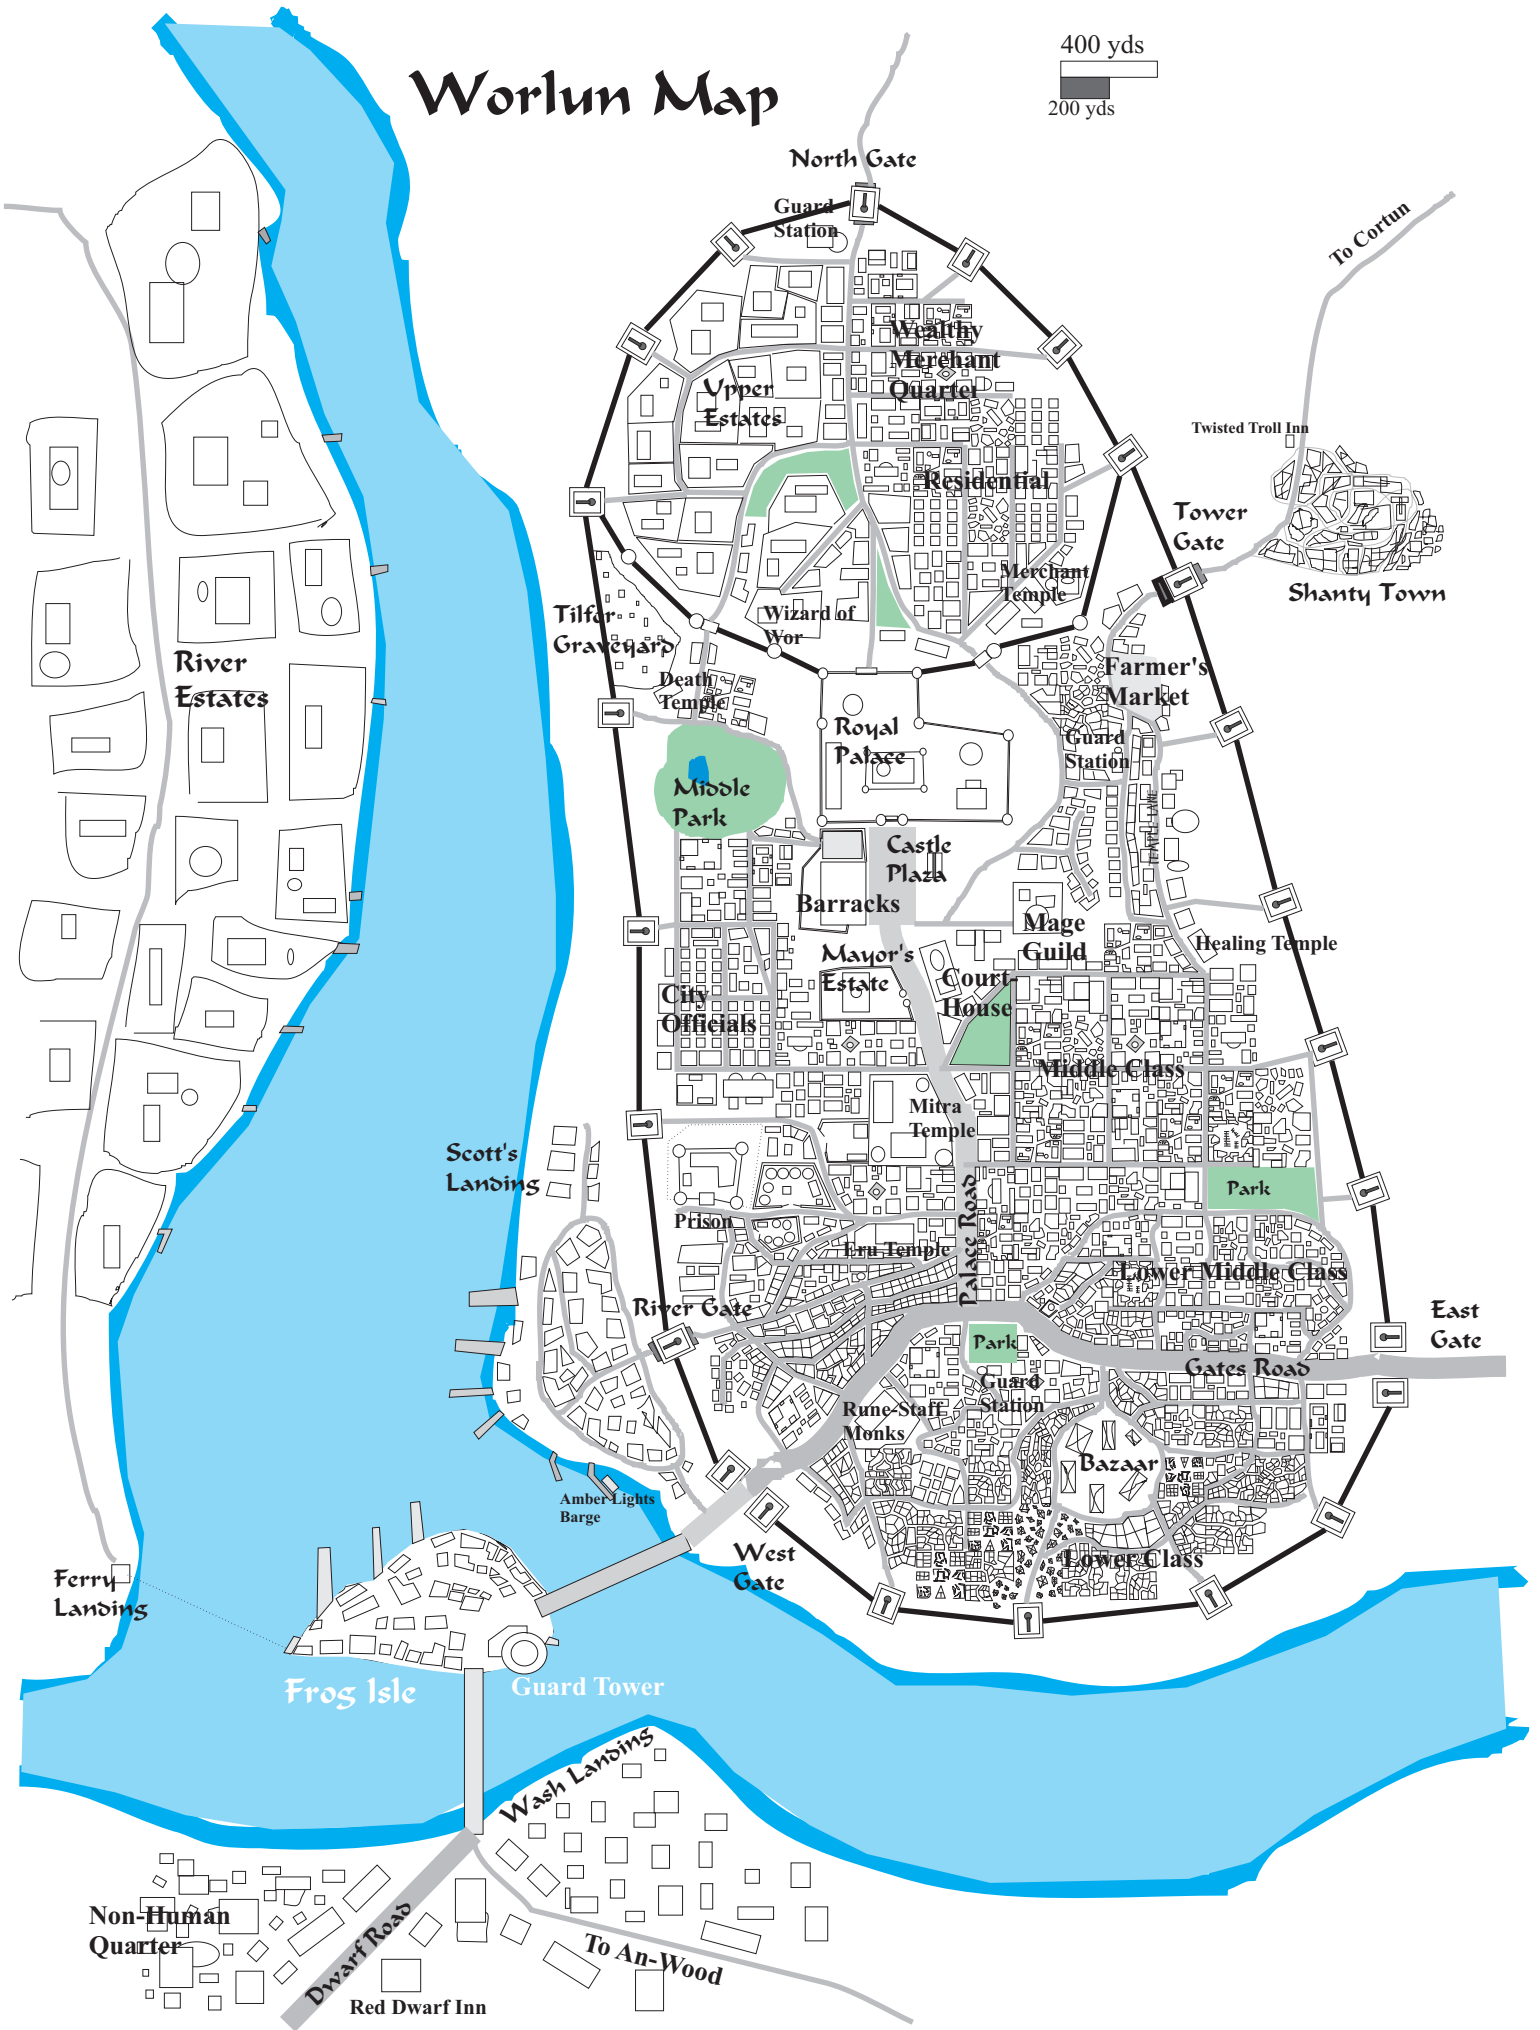 400 yds
200 yds
Worlun Map
North Gate
Guard
Station
To Cortun
Wealthy
Merchant
Quarter
Upper
Estates
Twisted Troll Inn
Residential
Tower
Gate
Shanty Town
Merchant
Temple
Tilfor
Graveyard
Wizard of
Wor
River
Estates
Death
Temple
Farmer's
Market
Royal
Palace
Guard
Station
Middle
Park
TEMPLE LANE
Castle
Plaza
Barracks
Mage
Guild
Healing Temple
Mayor's
Estate
Court-
House
City
Officials
Middle Class
Mitra
Temple
Scott's
Landing
Park
Prison
Palace Road
Eru Temple
Lower Middle Class
River Gate
East
Gate
Park
Gates Road
Guard
Station
Rune-Staff
Monks
Bazaar
Amber Lights
Barge
West
Gate
Lower Class
Ferry
Landing
Frog Isle
Guard Tower
Wash Landing
Non-Human
Quarter
Dwarf Road
To An-Wood
Red Dwarf Inn